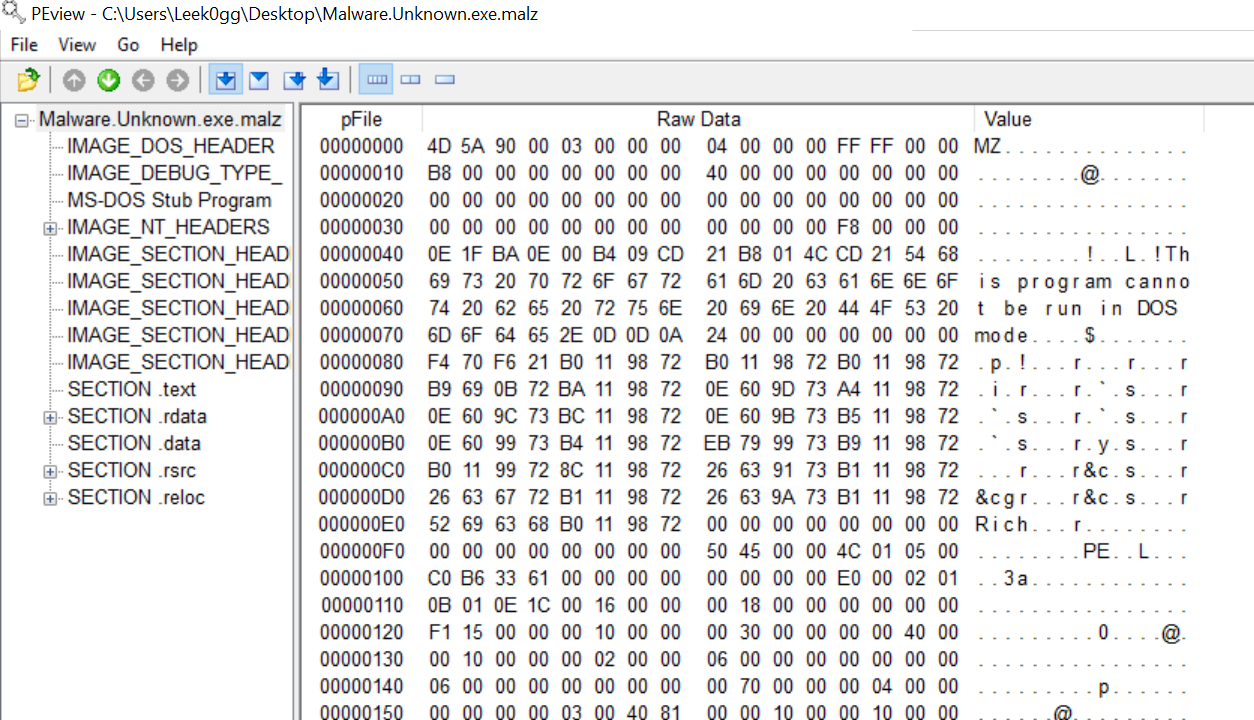 PEview - C:\Users\Leek0gg\Desktop\Malware.Unknown.exe.malz
File View Go Help
Malware.Unknown.exe.malz
IMAGE_DOS_HEADER
IMAGE_DEBUG_TYPE_
MS-DOS Stub Program
IMAGE_NT_HEADERS
IMAGE_SECTION_HEAD
IMAGE_SECTION_HEAD
IMAGE_SECTION_HEAD
IMAGE_SECTION_HEAD
IMAGE_SECTION_HEAD
SECTION .text
SECTION .rdata
SECTION .data
SECTION .rsrc
SECTION .reloc
pFile Raw Data Value
00000000 4D 5A 90 00 03 00 00 00 04 00 00 00 FF FF 00 00 MZ..............
00000010 B8 00 00 00 00 00 00 00 40 00 00 00 00 00 00 00 ........@.......
00000020 00 00 00 00 00 00 00 00 00 00 00 00 00 00 00 00 ................
00000030 00 00 00 00 00 00 00 00 00 00 00 00 F8 00 00 00 ................
00000040 0E 1F BA 0E 00 B4 09 CD 21 B8 01 4C CD 21 54 68 ........!..L.!Th
00000050 69 73 20 70 72 6F 67 72 61 6D 20 63 61 6E 6E 6F is program canno
00000060 74 20 62 65 20 72 75 6E 20 69 6E 20 44 4F 53 20 t be run in DOS
00000070 6D 6F 64 65 2E 0D 0D 0A 24 00 00 00 00 00 00 00 mode....$.......
00000080 F4 70 F6 21 B0 11 98 72 B0 11 98 72 B0 11 98 72 .p.!...r...r...r
00000090 B9 69 0B 72 BA 11 98 72 0E 60 9D 73 A4 11 98 72 .i.r...r.`.s...r
000000A0 0E 60 9C 73 BC 11 98 72 0E 60 9B 73 B5 11 98 72 .`.s...r.`.s...r
000000B0 0E 60 99 73 B4 11 98 72 EB 79 99 73 B9 11 98 72 .`.s...r.y.s...r
000000C0 B0 11 99 72 8C 11 98 72 26 63 91 73 B1 11 98 72 ...r...r&c.s...r
000000D0 26 63 67 72 B1 11 98 72 26 63 9A 73 B1 11 98 72 &cgr...r&c.s...r
000000E0 52 69 63 68 B0 11 98 72 00 00 00 00 00 00 00 00 Rich...r........
000000F0 00 00 00 00 00 00 00 00 50 45 00 00 4C 01 05 00 ........PE..L...
00000100 C0 B6 33 61 00 00 00 00 00 00 00 00 E0 00 02 01 ..3a............
00000110 0B 01 0E 1C 00 16 00 00 00 18 00 00 00 00 00 00 ................
00000120 F1 15 00 00 00 10 00 00 00 30 00 00 00 00 40 00 .........0....@.
00000130 00 10 00 00 00 02 00 00 06 00 00 00 00 00 00 00 ................
00000140 06 00 00 00 00 00 00 00 00 70 00 00 00 04 00 00 .........p......
00000150 00 00 00 00 03 00 40 81 00 00 10 00 00 10 00 00 ......@.........